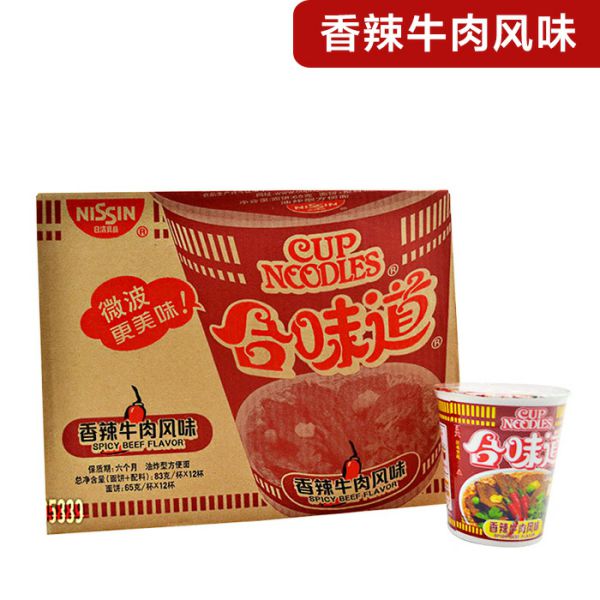 香辣牛肉风味
NISSIN
日清食品
®
微波
更美味!
CUP
NOODLES
®
合味道
®
香辣牛肉风味
SPICY BEEF FLAVOR
保质期:六个月 油炸型方便面
总净含量(面饼+配料):83克/杯×12杯
面饼:65克/杯×12杯
香辣牛肉风味
SPICY BEEF FLAVOR
5333
CUP
NOODLES
合味道
香辣牛肉风味
SPICY BEEF FLAVOR